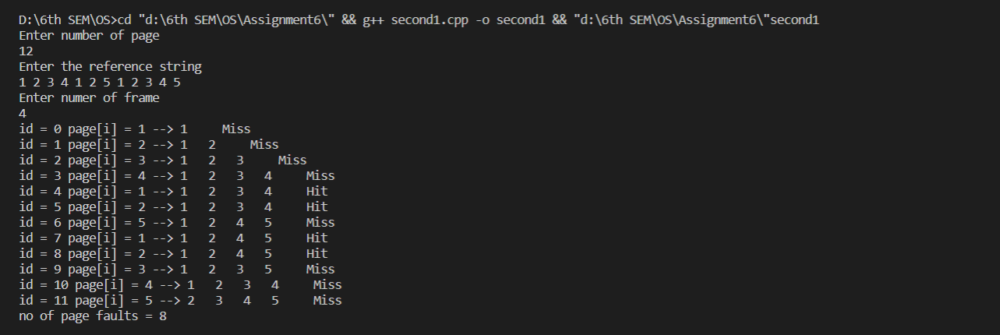 D:\6th SEM\OS>cd "d:\6th SEM\OS\Assignment6\" && g++ second1.cpp -o second1 && "d:\6th SEM\OS\Assignment6\"second1
Enter number of page
12
Enter the reference string
1 2 3 4 1 2 5 1 2 3 4 5
Enter numer of frame
4
id = 0 page[i] = 1 --> 1     Miss
id = 1 page[i] = 2 --> 1   2     Miss
id = 2 page[i] = 3 --> 1   2   3     Miss
id = 3 page[i] = 4 --> 1   2   3   4     Miss
id = 4 page[i] = 1 --> 1   2   3   4     Hit
id = 5 page[i] = 2 --> 1   2   3   4     Hit
id = 6 page[i] = 5 --> 1   2   4   5     Miss
id = 7 page[i] = 1 --> 1   2   4   5     Hit
id = 8 page[i] = 2 --> 1   2   4   5     Hit
id = 9 page[i] = 3 --> 1   2   3   5     Miss
id = 10 page[i] = 4 --> 1   2   3   4     Miss
id = 11 page[i] = 5 --> 2   3   4   5     Miss
no of page faults = 8